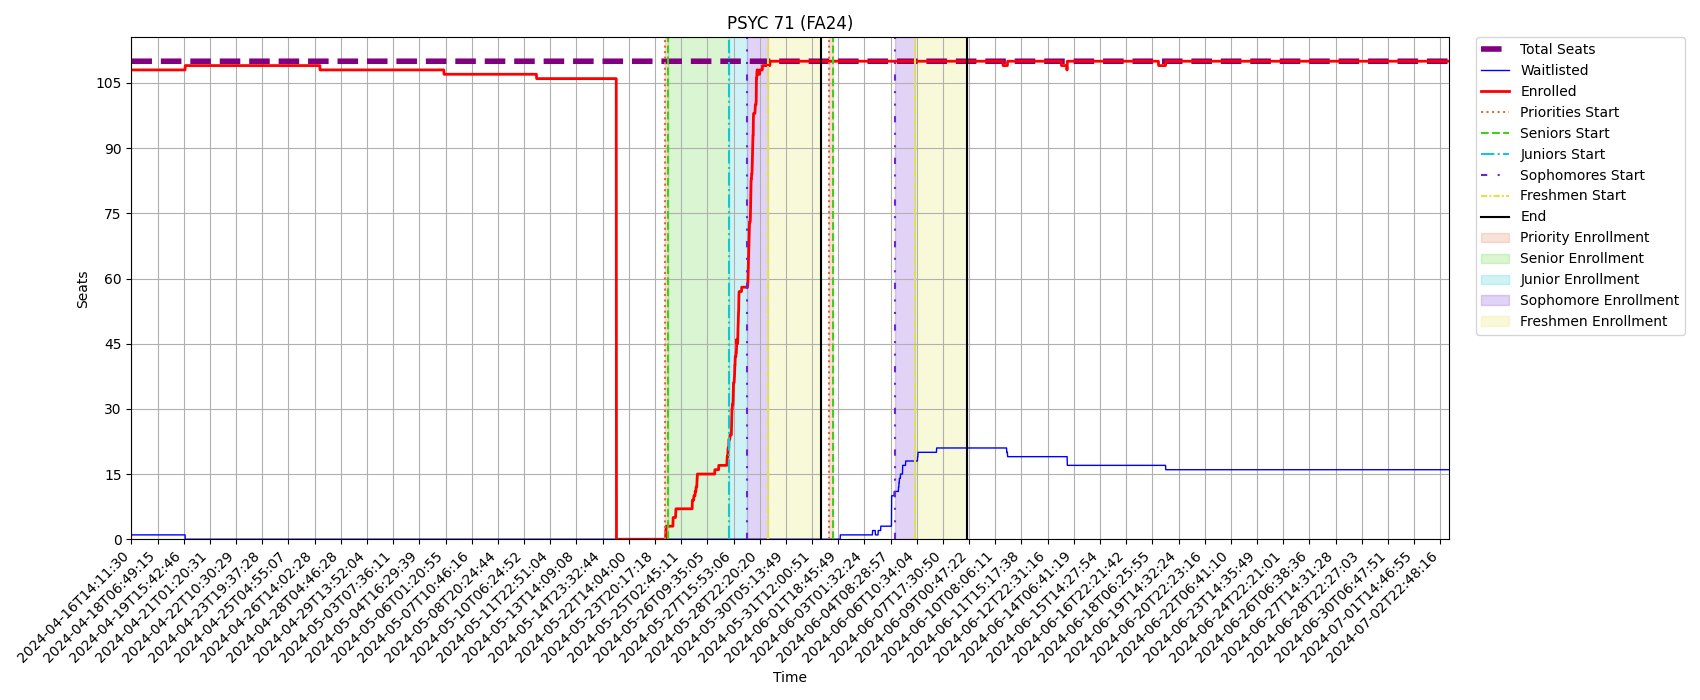 PSYC 71 (FA24)
Total Seats
Waitlisted
Enrolled
Priorities Start
Seniors Start
Juniors Start
Sophomores Start
Freshmen Start
End
Priority Enrollment
Senior Enrollment
Junior Enrollment
Sophomore Enrollment
Freshmen Enrollment
Seats
105
90
75
60
45
30
15
0
2024-04-16T14:11:30
2024-04-18T06:49:15
2024-04-19T15:42:46
2024-04-21T01:20:31
2024-04-22T10:30:29
2024-04-23T19:37:28
2024-04-25T04:55:07
2024-04-26T14:02:28
2024-04-28T04:46:28
2024-04-29T13:52:04
2024-05-03T07:36:11
2024-05-04T16:29:39
2024-05-06T01:20:55
2024-05-07T10:46:16
2024-05-08T20:24:44
2024-05-10T06:24:52
2024-05-11T22:51:04
2024-05-13T14:09:08
2024-05-14T23:32:44
2024-05-22T14:04:00
2024-05-23T20:17:18
2024-05-25T02:45:11
2024-05-26T09:35:05
2024-05-27T15:53:06
2024-05-28T22:20:20
2024-05-30T05:13:49
2024-05-31T12:00:51
2024-06-01T18:45:49
2024-06-03T01:32:24
2024-06-04T08:28:57
2024-06-06T10:34:04
2024-06-07T17:30:50
2024-06-09T00:47:22
2024-06-10T08:06:11
2024-06-11T15:17:38
2024-06-12T22:31:16
2024-06-14T06:41:19
2024-06-15T14:27:54
2024-06-16T22:21:42
2024-06-18T06:25:55
2024-06-19T14:32:24
2024-06-20T22:23:16
2024-06-22T06:41:10
2024-06-23T14:35:49
2024-06-24T22:21:01
2024-06-26T06:38:36
2024-06-27T14:31:28
2024-06-28T22:27:03
2024-06-30T06:47:51
2024-07-01T14:46:55
2024-07-02T22:48:16
Time